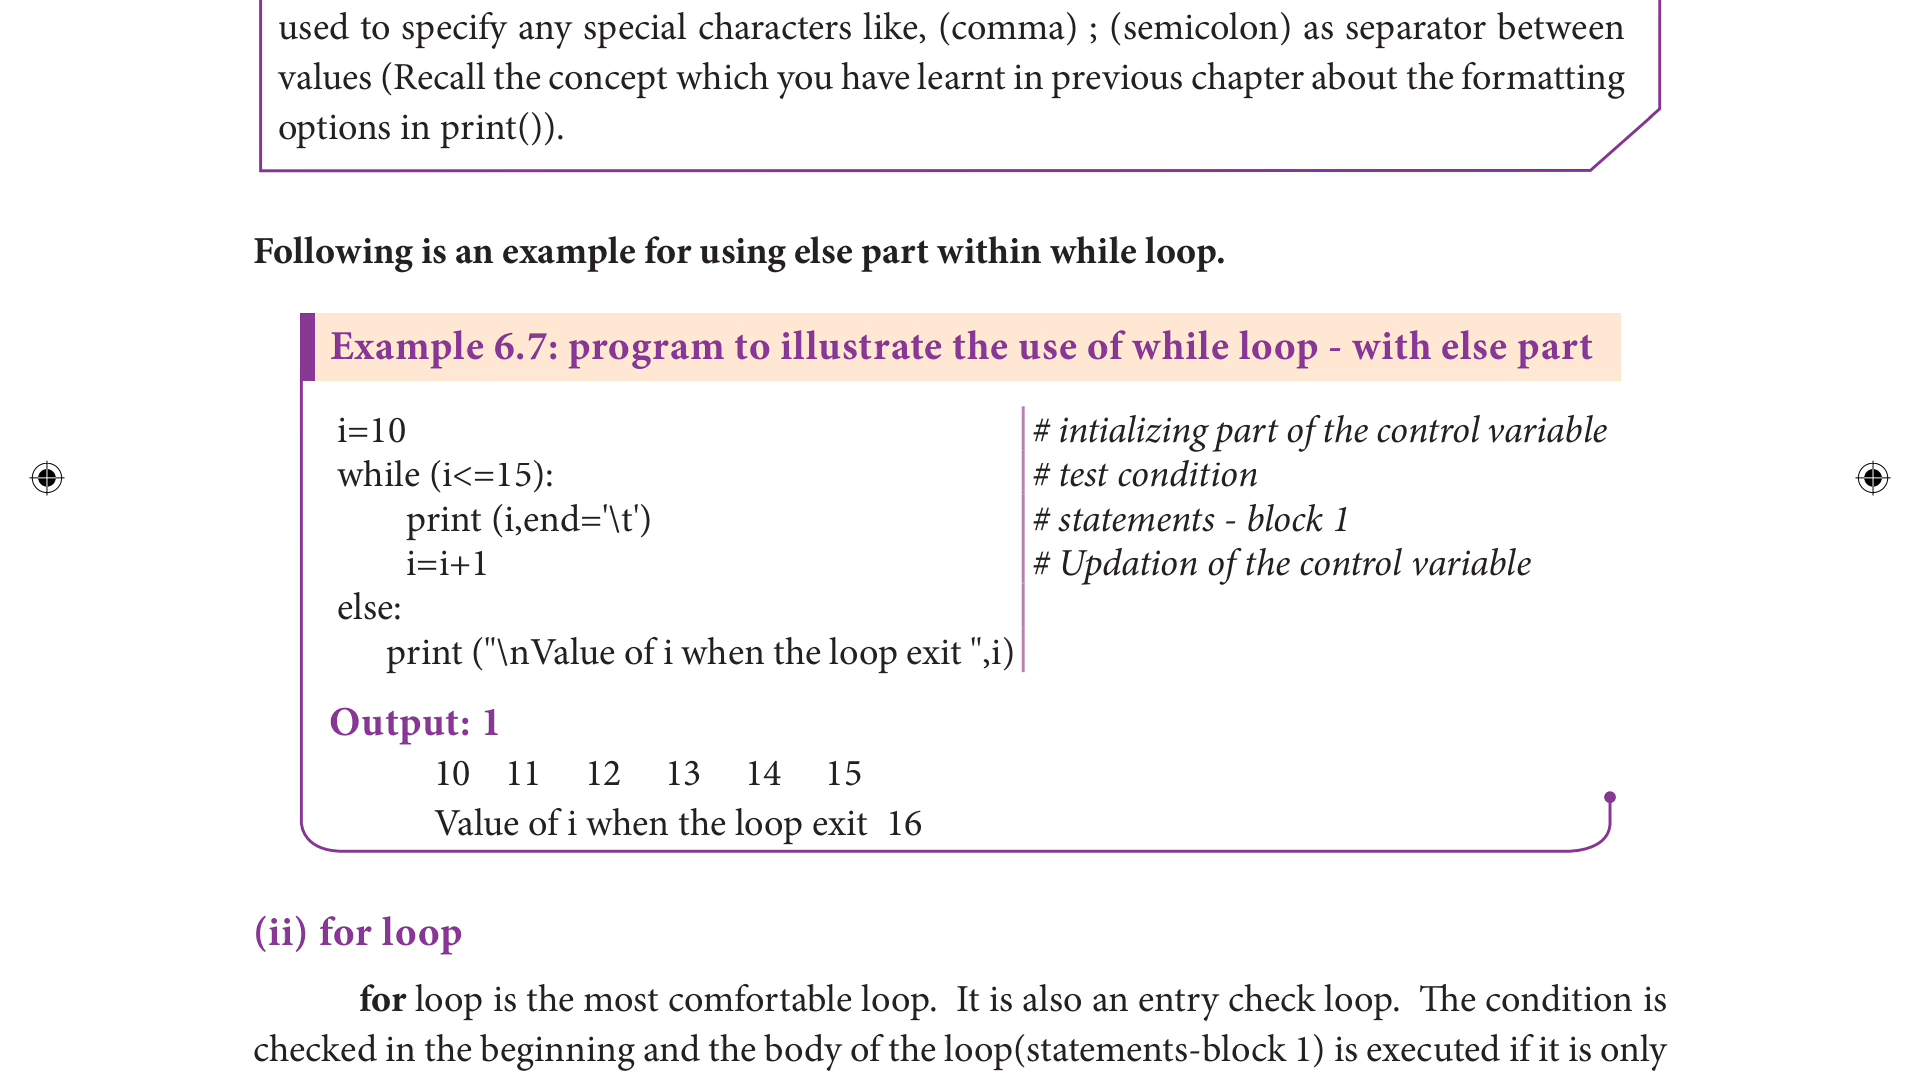 used to specify any special characters like, (comma) ; (semicolon) as separator between
values (Recall the concept which you have learnt in previous chapter about the formatting
options in print()).
Following is an example for using else part within while loop.
Example 6.7: program to illustrate the use of while loop - with else part
i=10 # intializing part of the control variable
while (i<=15): # test condition
print (i,end='\t') # statements - block 1
i=i+1 # Updation of the control variable
else:
print ("\nValue of i when the loop exit ",i)
Output: 1
10 11 12 13 14 15
Value of i when the loop exit 16
(ii) for loop
for loop is the most comfortable loop. It is also an entry check loop. The condition is
checked in the beginning and the body of the loop(statements-block 1) is executed if it is only